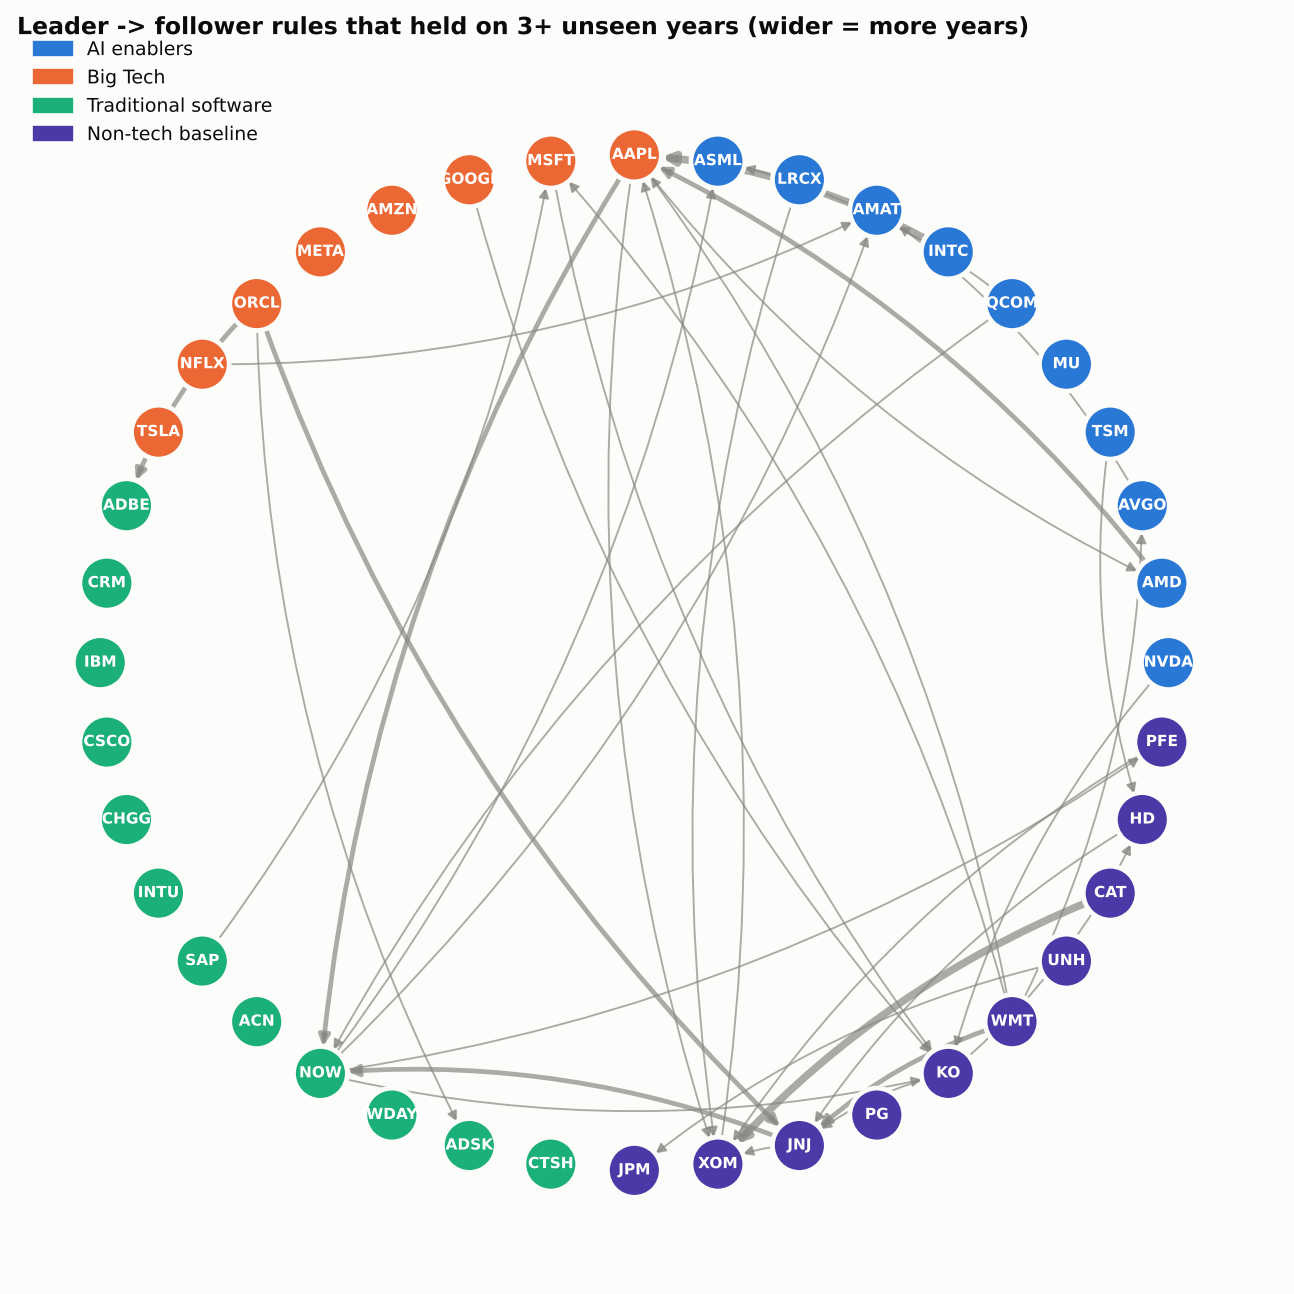 Leader -> follower rules that held on 3+ unseen years (wider = more years)
AI enablers
Big Tech
Traditional software
Non-tech baseline
AAPL
ASML
MSFT
LRCX
GOOGL
AMZN
AMAT
META
INTC
ORCL
QCOM
NFLX
MU
TSLA
TSM
ADBE
AVGO
CRM
AMD
IBM
NVDA
CSCO
PFE
CHGG
HD
INTU
CAT
SAP
UNH
ACN
WMT
NOW
KO
WDAY
PG
ADSK
JNJ
CTSH
XOM
JPM